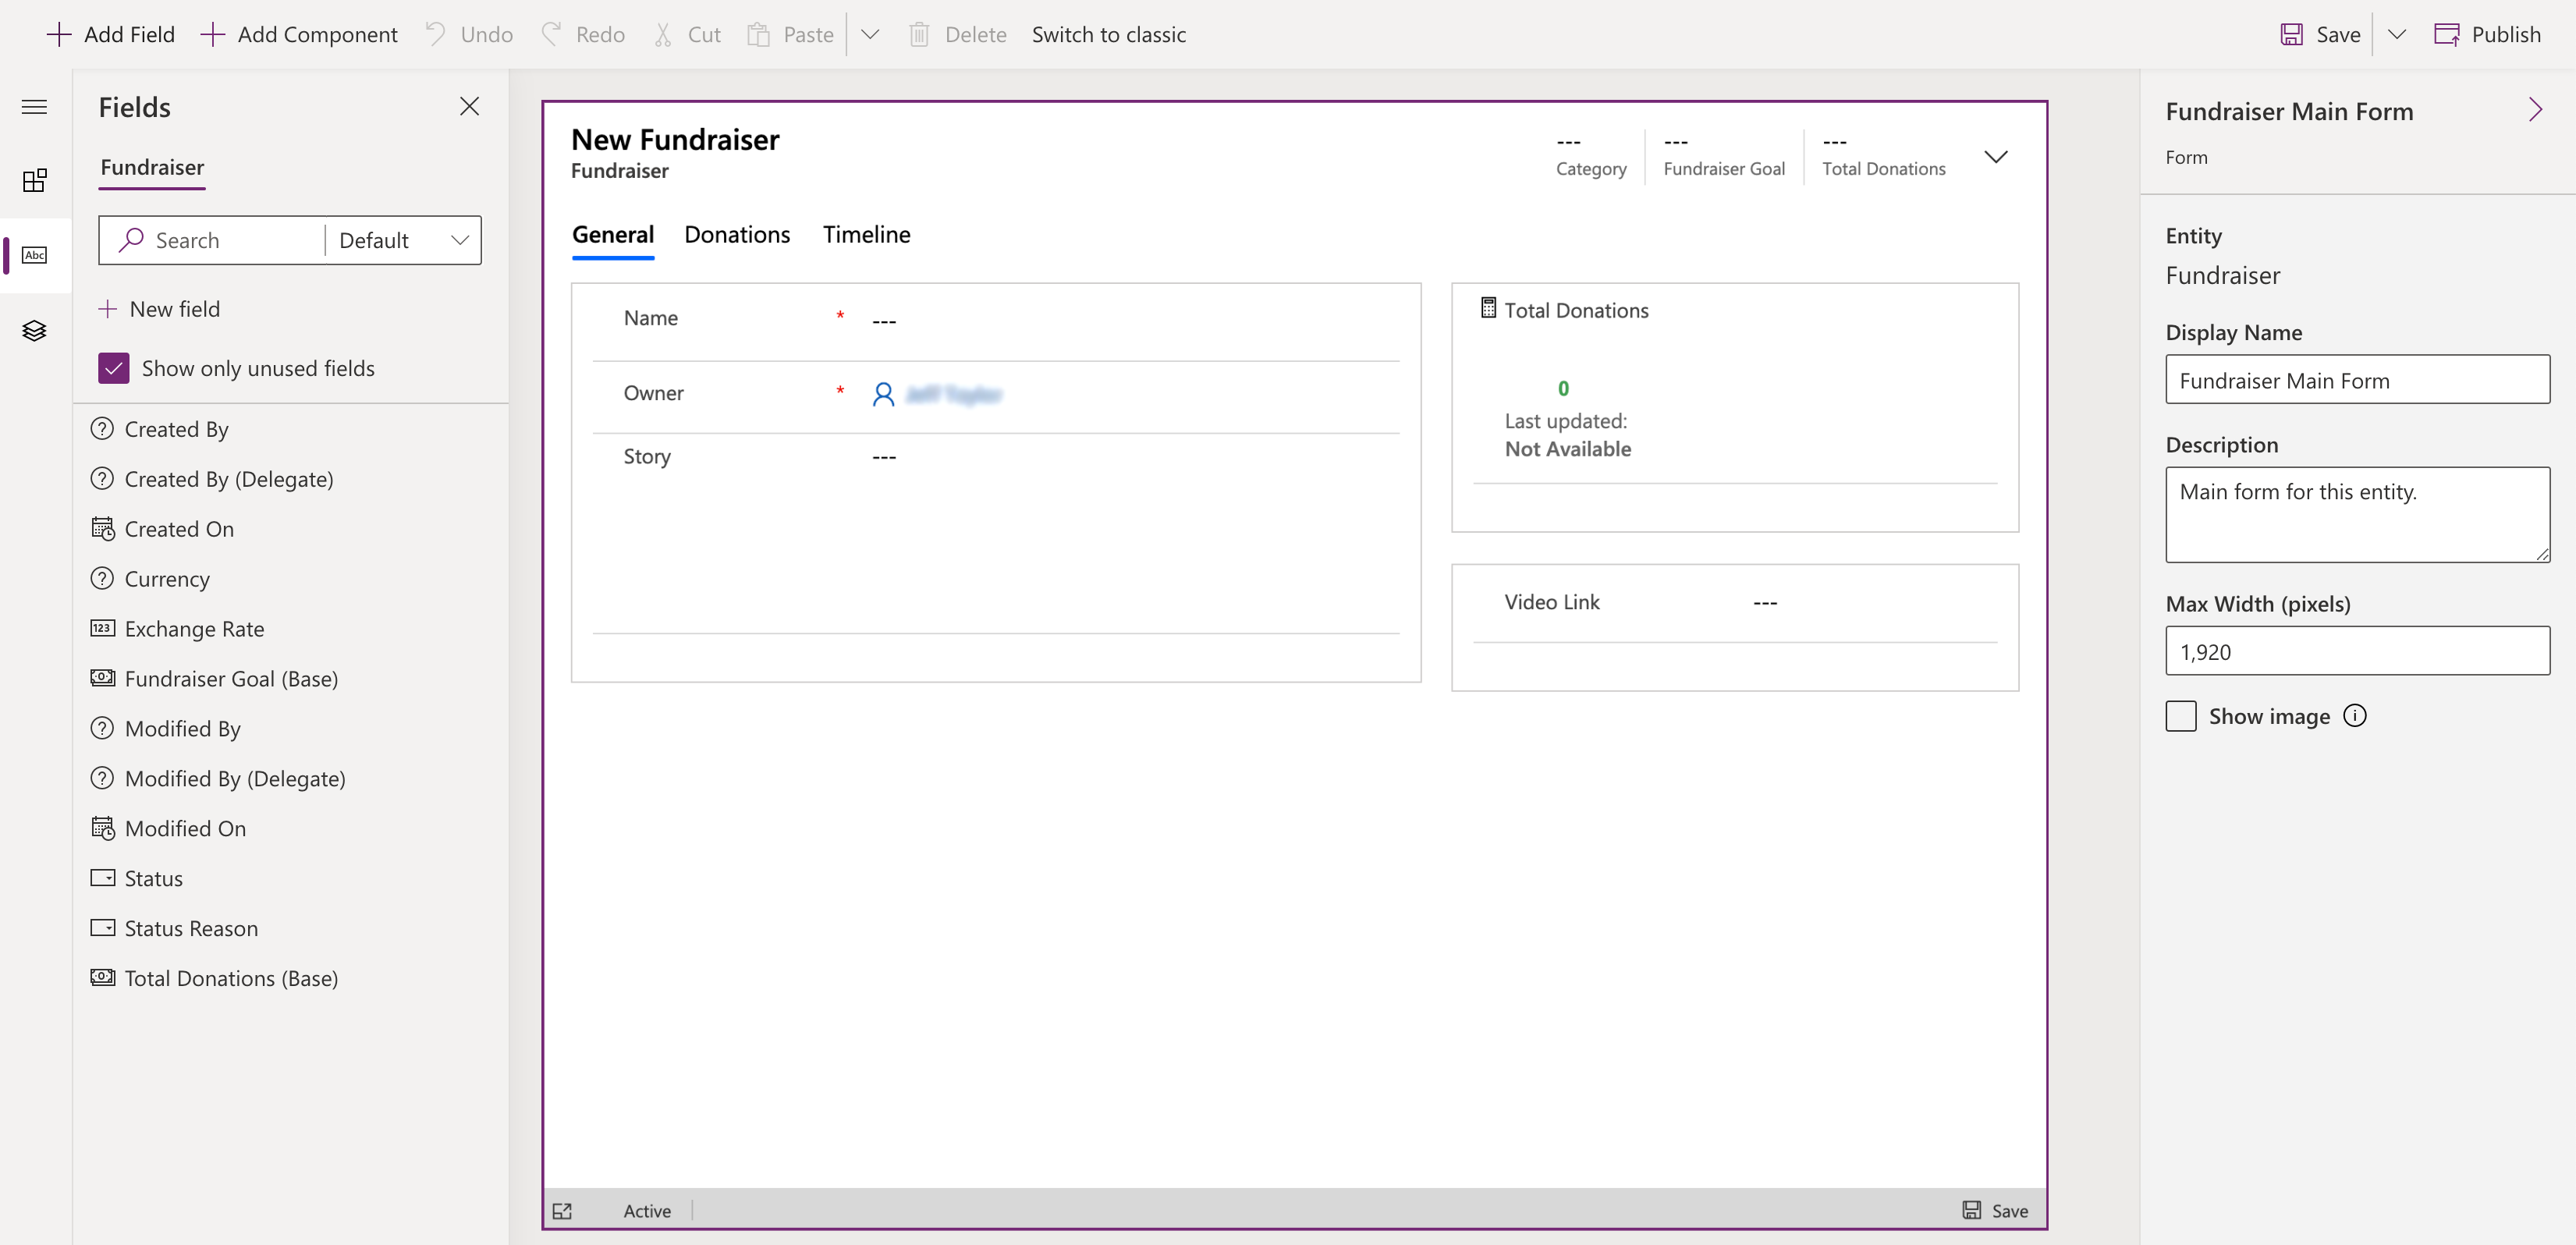 Add Field Add Component Undo Redo Cut Paste Delete Switch to classic Save Publish
Fields
Fundraiser
Search Default
New field
Show only unused fields
Created By
Created By (Delegate)
Created On
Currency
123 Exchange Rate
Fundraiser Goal (Base)
Modified By
Modified By (Delegate)
Modified On
Status
Status Reason
Total Donations (Base)
Abc
New Fundraiser
Fundraiser
--- --- ---
Category Fundraiser Goal Total Donations
General Donations Timeline
Name * ---
Owner *
Story ---
Total Donations
0
Last updated:
Not Available
Video Link ---
Active Save
Fundraiser Main Form
Form
Entity
Fundraiser
Display Name
Fundraiser Main Form
Description
Main form for this entity.
Max Width (pixels)
1,920
Show image